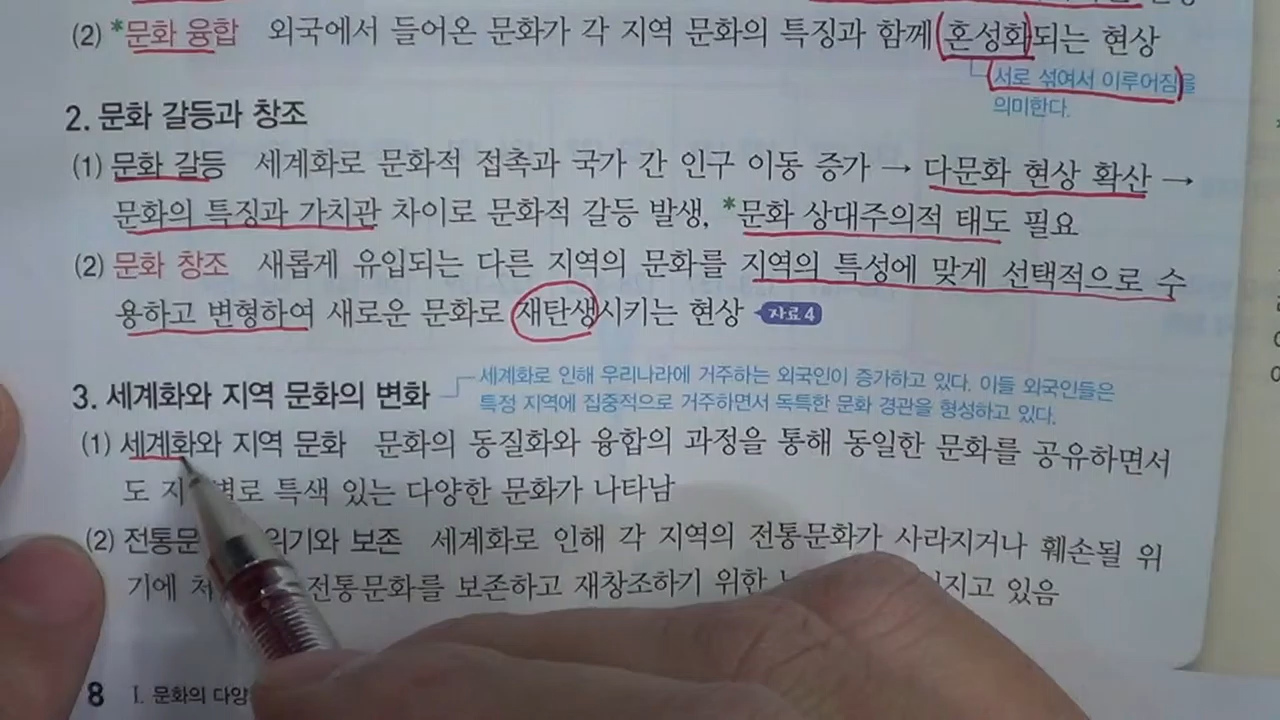 (2) *문화 융합 외국에서 들어온 문화가 각 지역 문화의 특징과 함께 혼성화되는 현상
서로 섞여서 이루어짐을
의미한다.
2. 문화 갈등과 창조
(1) 문화 갈등 세계화로 문화적 접촉과 국가 간 인구 이동 증가 → 다문화 현상 확산 →
문화의 특징과 가치관 차이로 문화적 갈등 발생, *문화 상대주의적 태도 필요
(2) 문화 창조 새롭게 유입되는 다른 지역의 문화를 지역의 특성에 맞게 선택적으로 수
용하고 변형하여 새로운 문화로 재탄생시키는 현상 자료4
3. 세계화와 지역 문화의 변화
세계화로 인해 우리나라에 거주하는 외국인이 증가하고 있다. 이들 외국인들은
특정 지역에 집중적으로 거주하면서 독특한 문화 경관을 형성하고 있다.
(1) 세계화와 지역 문화 문화의 동질화와 융합의 과정을 통해 동일한 문화를 공유하면서
도 지 별로 특색 있는 다양한 문화가 나타남
(2) 전통문 위기와 보존 세계화로 인해 각 지역의 전통문화가 사라지거나 훼손될 위
기에 처 전통문화를 보존하고 재창조하기 위한 지고 있음
8 Ⅰ. 문화의 다양